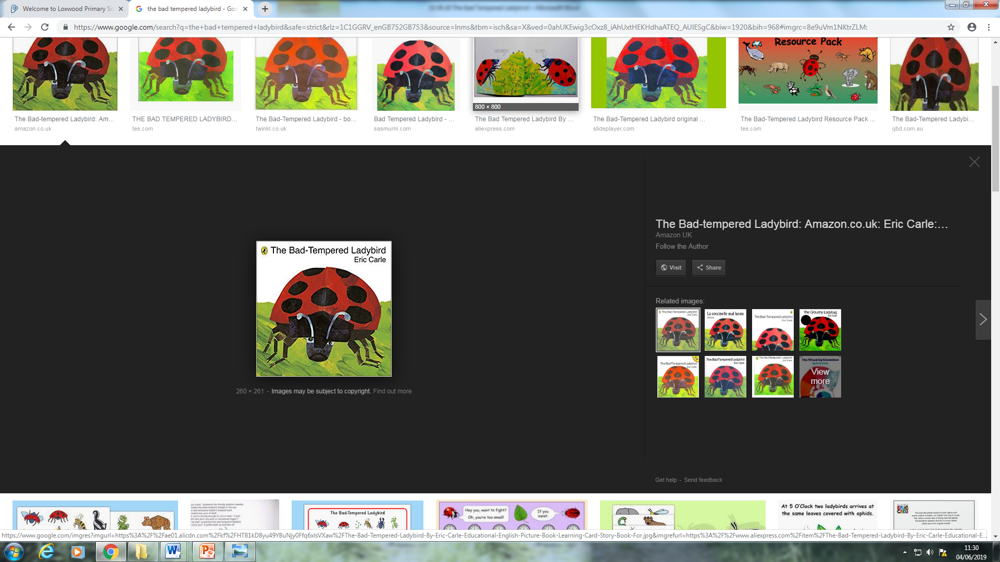 Welcome to Loxwood Primary Sc
the bad tempered ladybird - Goo
https://www.google.com/search?q=the+bad+tempered+ladybird&safe=strict&rlz=1C1GGRV_enGB752GB753&source=lnms&tbm=isch&sa=X&ved=0ahUKEwig3cOxz8_iAhUxtHEKHdhaATEQ_AUIESgC&biw=1920&bih=968#imgrc=8e9uVm1NKtrZLM:
Resource Pack
800 × 800
The Bad-tempered Ladybird: Am...
amazon.co.uk
THE BAD TEMPERED LADYBIRD...
tes.com
The Bad-Tempered Ladybird - bo...
twinkl.co.uk
Bad Tempered Ladybird - ...
sasmurni.com
The Bad Tempered Ladybird By ...
aliexpress.com
The Bad-Tempered Ladybird original ...
slideplayer.com
The Bad-Tempered Ladybird Resource Pack ...
tes.com
The Bad-Tempered Ladybi...
qbd.com.au
The Bad-Tempered Ladybird
Eric Carle
260 × 261 - Images may be subject to copyright. Find out more
The Bad-tempered Ladybird: Amazon.co.uk: Eric Carle:...
Amazon UK
Follow the Author
Visit
Share
Related images:
The Bad-Tempered Ladybird
Eric Carle
La coccinelle mal lunée
The Bad-Tempered Ladybird
Eric Carle
The Grouchy Ladybug
Eric Carle
The Bad-Tempered Ladybird
Eric Carle
The Bad-Tempered Ladybird
Eric Carle
The Bad-Tempered Ladybird
Eric Carle
The Mixed-Up Chameleon
by Eric Carle
View
more
Get help - Send feedback
The Bad-Tempered Ladybird
Hey you, want to fight?
Oh, you're too small!
If you
insist.
At 5 O'Clock two ladybirds arrives at
the same leaves covered with aphids.
ERIC
CARLE
https://www.google.com/imgres?imgurl=https%3A%2F%2Fae01.alicdn.com%2Fkf%2FHTB1kD8yu49YBuNjy0Ffq6xIsVXaw%2FThe-Bad-Tempered-Ladybird-By-Eric-Carle-Educational-English-Picture-Book-Learning-Card-Story-Book-For.jpg&imgrefurl=https%3A%2F%2Fwww.aliexpress.com%2Fitem%2FThe-Bad-Tempered-Ladybird-By-Eric-Carle-Educational-E...
11:30
04/06/2019